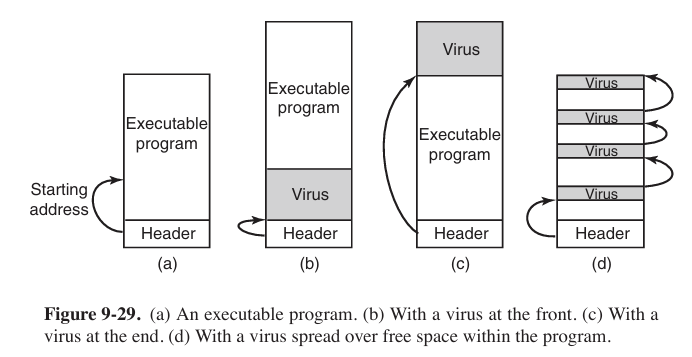 Executable
program
Starting
address
Header
(a)
Executable
program
Virus
Header
(b)
Virus
Executable
program
Header
(c)
Virus
Virus
Virus
Virus
Header
(d)
Figure 9-29. (a) An executable program. (b) With a virus at the front. (c) With a
virus at the end. (d) With a virus spread over free space within the program.